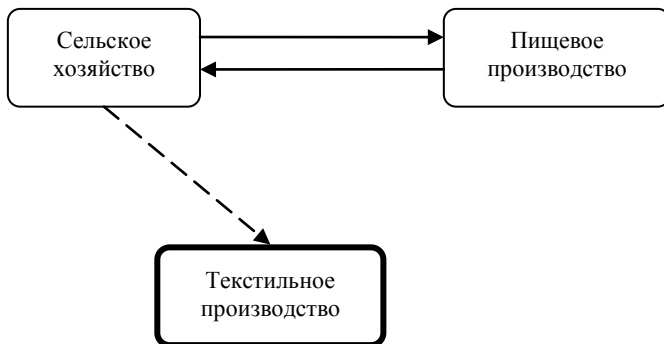 Сельское
хозяйство
Пищевое
производство
Текстильное
производство